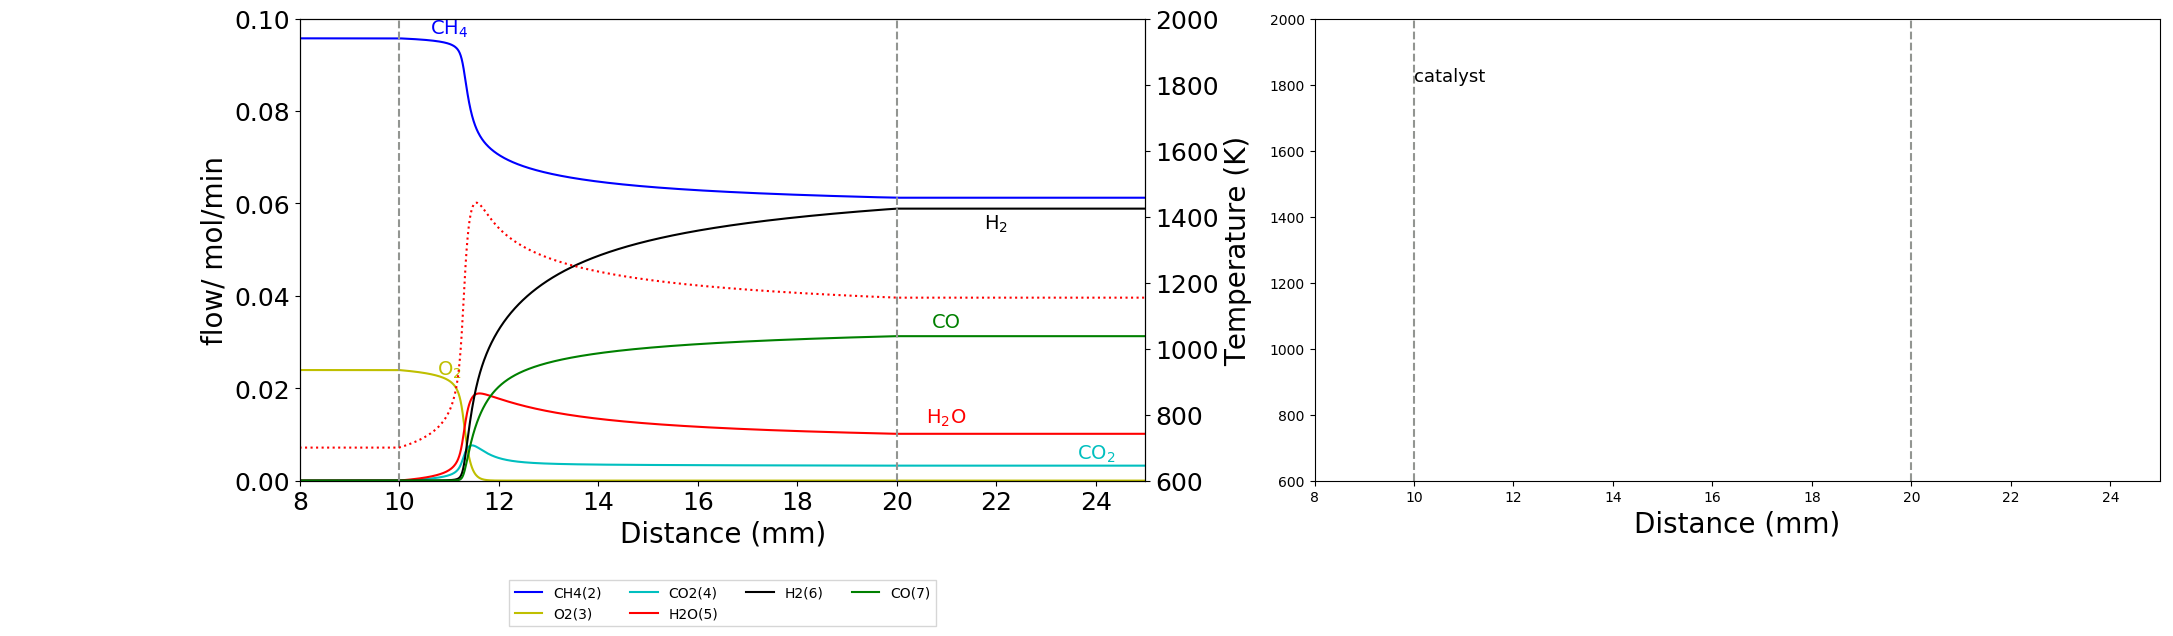 flow/ mol/min
0.10
0.08
0.06
0.04
0.02
0.00
CH₄
O₂
H₂
CO
H₂O
CO₂
8 10 12 14 16 18 20 22 24
Distance (mm)
2000
1800
1600
1400
1200
1000
800
600
Temperature (K)
CH4(2) CO2(4) H2(6) CO(7)
O2(3) H2O(5)
2000
1800
1600
1400
1200
1000
800
600
catalyst
8 10 12 14 16 18 20 22 24
Distance (mm)